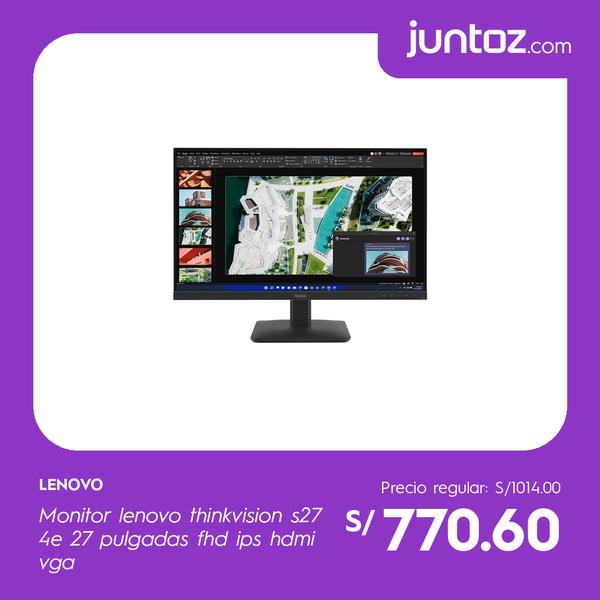 juntoz.com
LENOVO
Monitor lenovo thinkvision s27
4e 27 pulgadas fhd ips hdmi
vga
Precio regular: S/1014.00
S/ 770.60